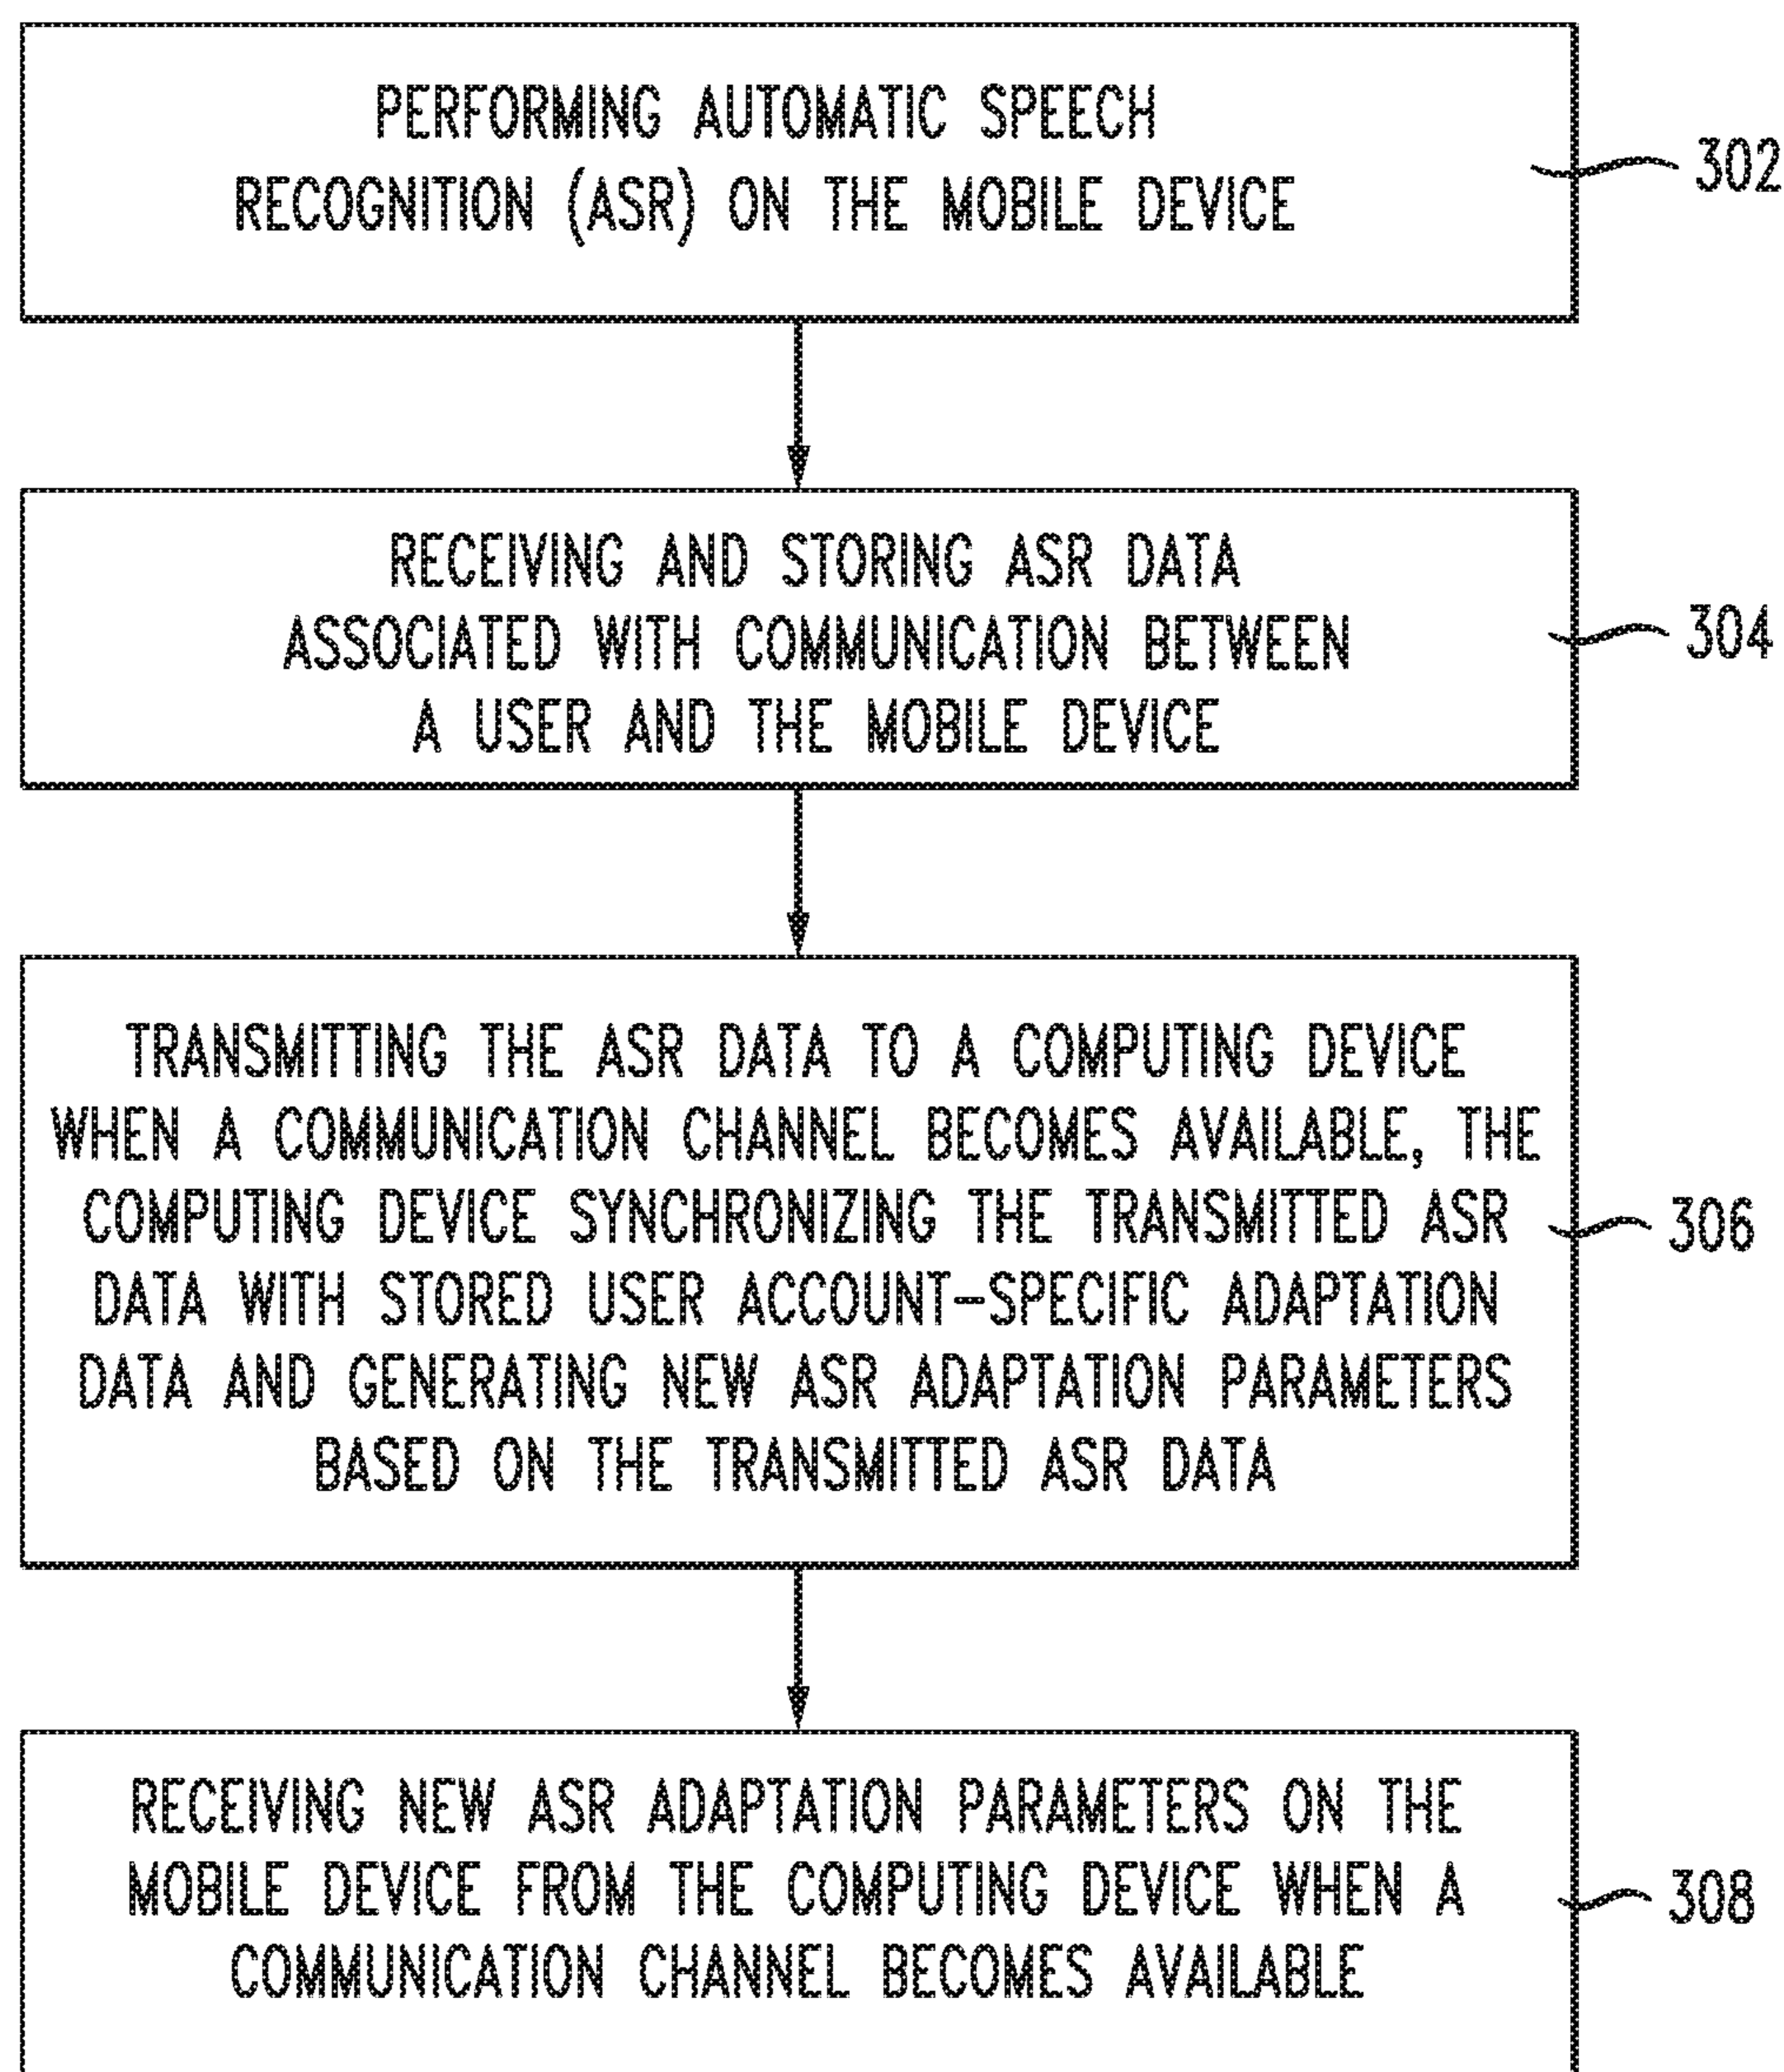 PERFORMING AUTOMATIC SPEECH
RECOGNITION (ASR) ON THE MOBILE DEVICE
302
RECEIVING AND STORING ASR DATA
ASSOCIATED WITH COMMUNICATION BETWEEN
A USER AND THE MOBILE DEVICE
304
TRANSMITTING THE ASR DATA TO A COMPUTING DEVICE
WHEN A COMMUNICATION CHANNEL BECOMES AVAILABLE, THE
COMPUTING DEVICE SYNCHRONIZING THE TRANSMITTED ASR
DATA WITH STORED USER ACCOUNT-SPECIFIC ADAPTATION
DATA AND GENERATING NEW ASR ADAPTATION PARAMETERS
BASED ON THE TRANSMITTED ASR DATA
306
RECEIVING NEW ASR ADAPTATION PARAMETERS ON THE
MOBILE DEVICE FROM THE COMPUTING DEVICE WHEN A
COMMUNICATION CHANNEL BECOMES AVAILABLE
308